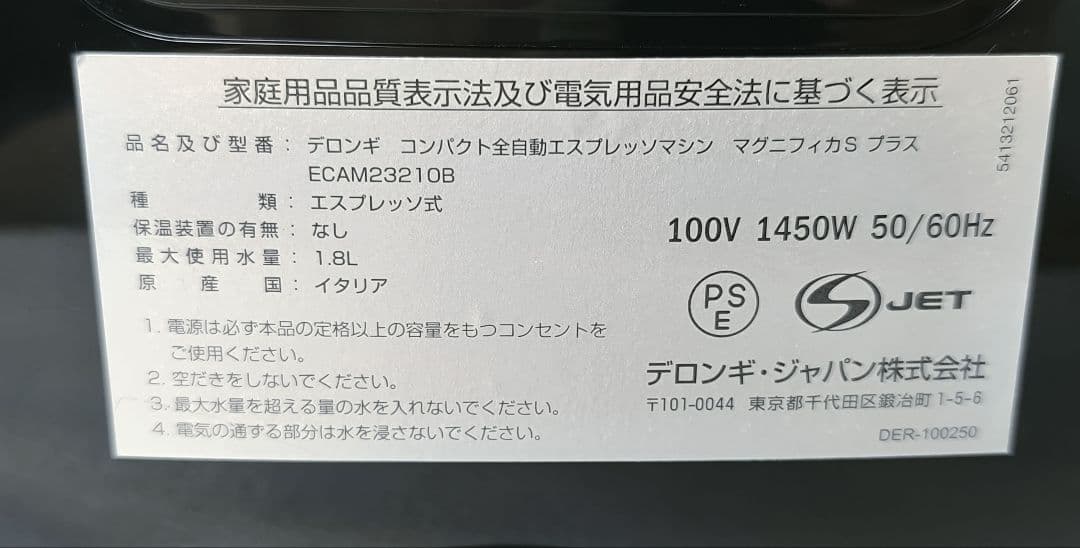 家庭用品品質表示法及び電気用品安全法に基づく表示
品名及び型番： デロンギ コンパクト全自動エスプレッソマシン マグニフィカS プラス
ECAM23210B
種類： エスプレッソ式
保温装置の有無： なし
最大使用水量： 1.8L
原産国： イタリア
1. 電源は必ず本品の定格以上の容量をもつコンセントを
ご使用ください。
2. 空だきをしないでください。
3. 最大水量を超える量の水を入れないでください。
4. 電気の通ずる部分は水を浸さないでください。
100V 1450W 50/60Hz
PS
E
S JET
デロンギ・ジャパン株式会社
〒101-0044 東京都千代田区鍛冶町1-5-6
DER-100250
5413212061